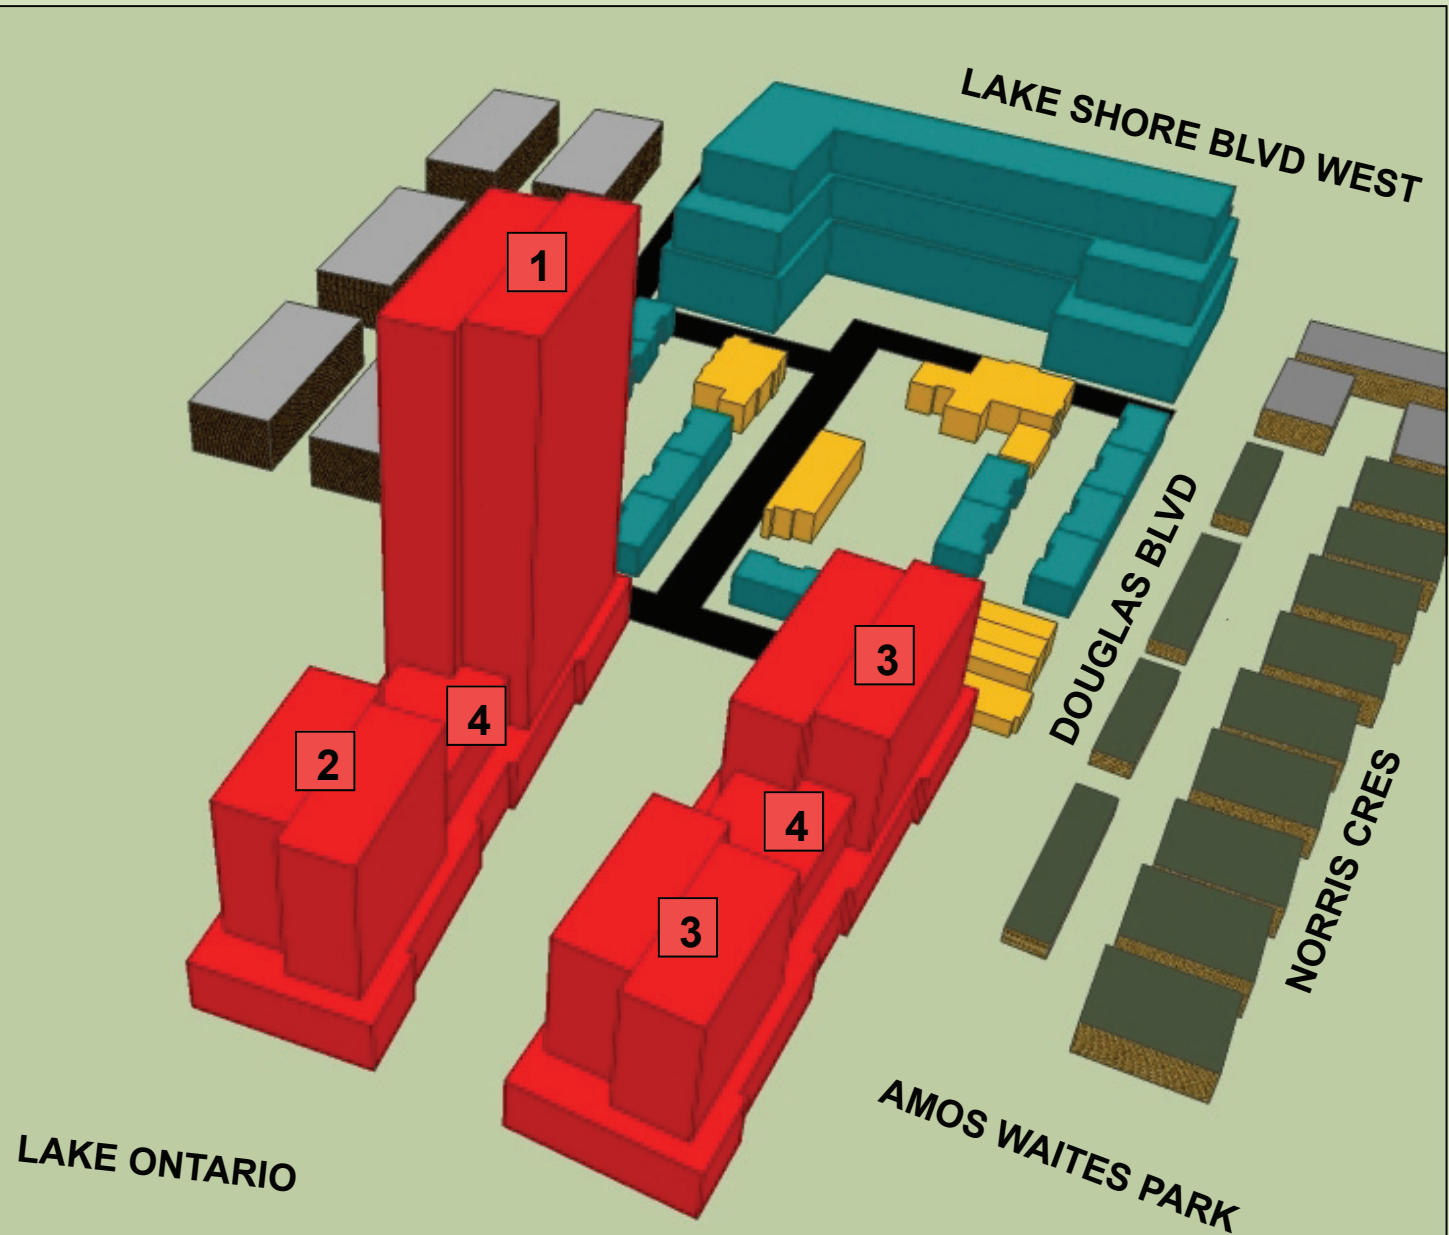 LAKE SHORE BLVD WEST
1
DOUGLAS BLVD
3
4
2
4
3
NORRIS CRES
AMOS WAITES PARK
LAKE ONTARIO